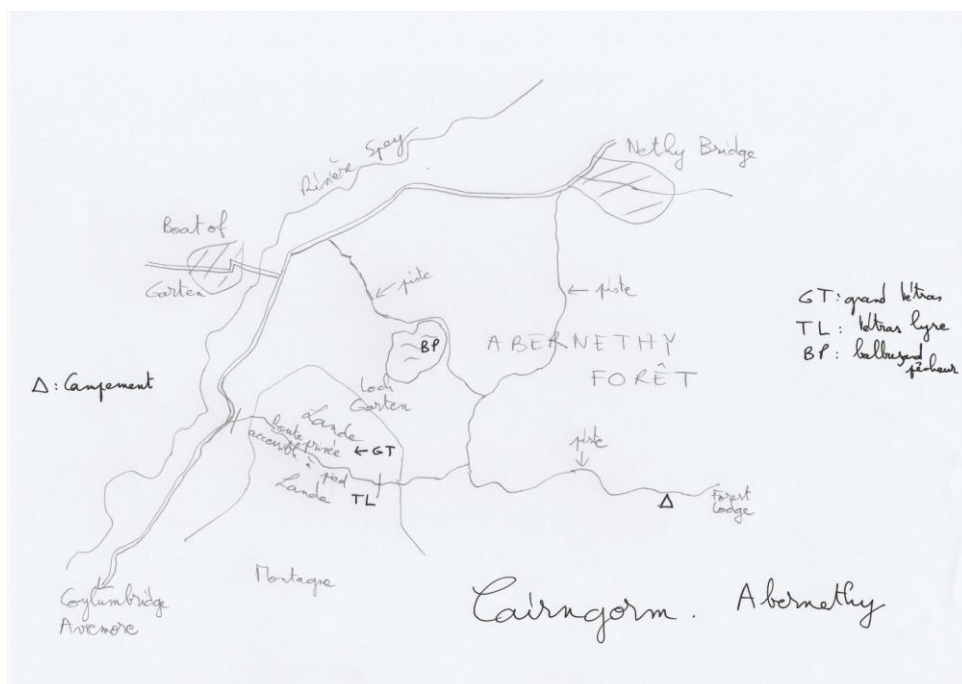 Rivière Spey
Nethy Bridge
Boat of
Garten
← piste
← piste
GT: grand tétras
TL: tétras lyre
BP: balbuzard
pêcheur
BP
ABERNETHY
FORÊT
Δ: Campement
Loch
Garten
Lande
Route privée
accessible
à pied
← GT
Lande
TL
piste
Δ
Forest
Lodge
Montagne
Coylumbridge
Aviemore
Cairngorm. Abernethy